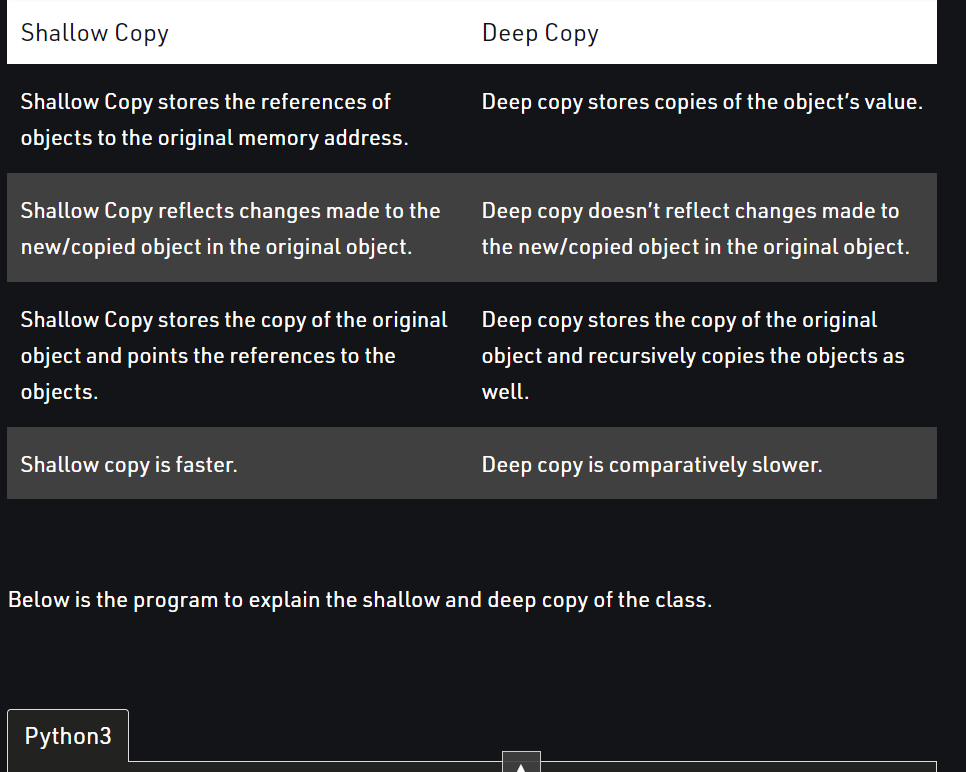 Shallow Copy
Deep Copy
Shallow Copy stores the references of
objects to the original memory address.
Deep copy stores copies of the object’s value.
Shallow Copy reflects changes made to the
new/copied object in the original object.
Deep copy doesn’t reflect changes made to
the new/copied object in the original object.
Shallow Copy stores the copy of the original
object and points the references to the
objects.
Deep copy stores the copy of the original
object and recursively copies the objects as
well.
Shallow copy is faster.
Deep copy is comparatively slower.
Below is the program to explain the shallow and deep copy of the class.
Python3